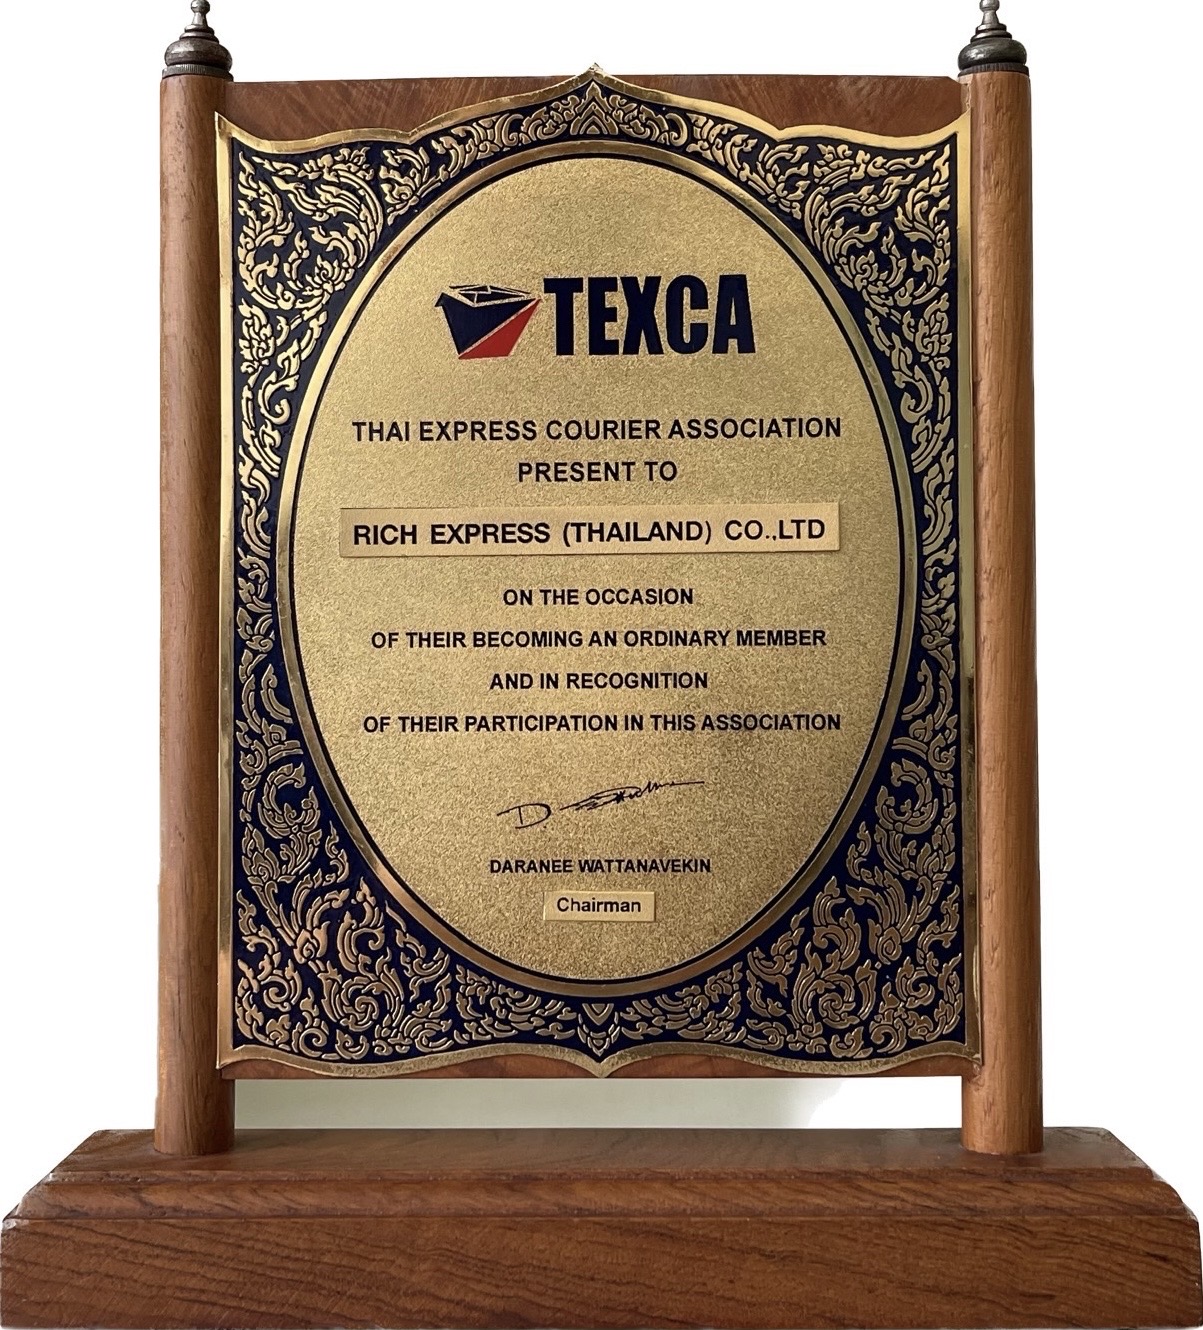 TEXCA
THAI EXPRESS COURIER ASSOCIATION
PRESENT TO
RICH EXPRESS (THAILAND) CO.,LTD
ON THE OCCASION
OF THEIR BECOMING AN ORDINARY MEMBER
AND IN RECOGNITION
OF THEIR PARTICIPATION IN THIS ASSOCIATION
D.
DARANEE WATTANAVEKIN
Chairman